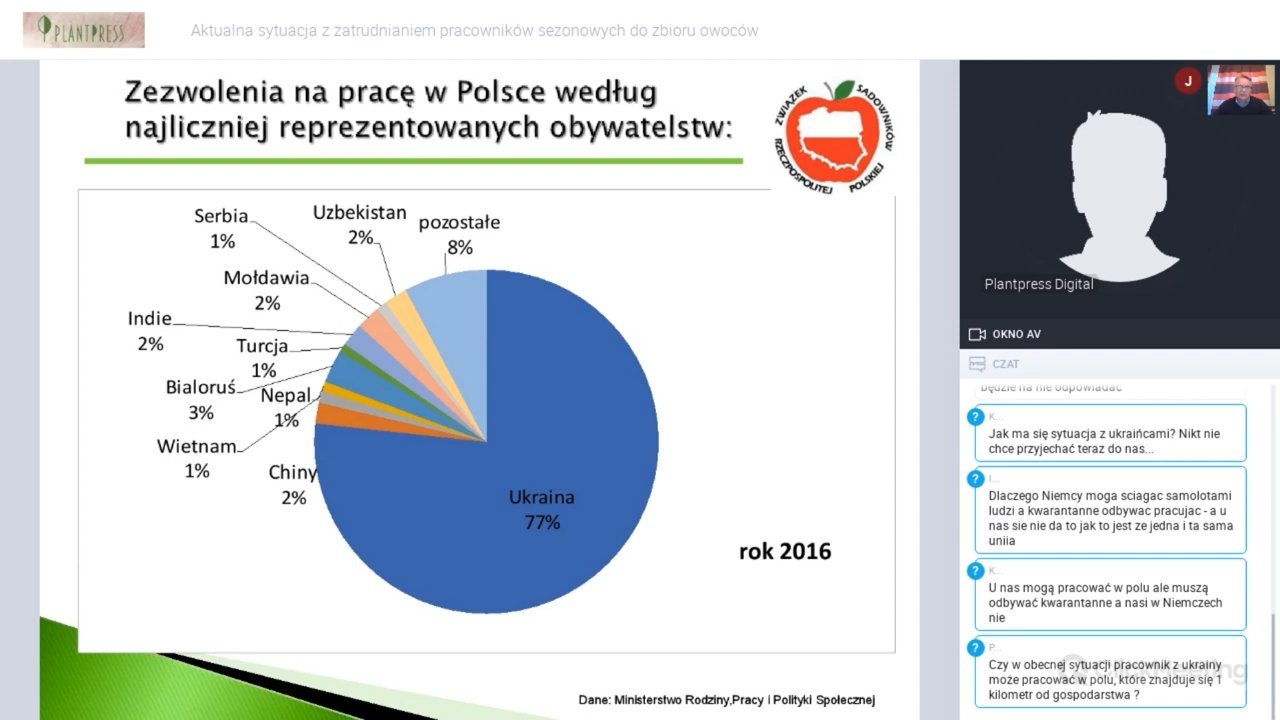 PLANTPRESS
Aktualna sytuacja z zatrudnianiem pracowników sezonowych do zbioru owoców
Zezwolenia na pracę w Polsce według
najliczniej reprezentowanych obywatelstw:
ZWIĄZEK SADOWNIKÓW
RZECZPOSPOLITEJ POLSKIEJ
Serbia
1%
Uzbekistan
2%
pozostałe
8%
Mołdawia
2%
Indie
2%
Turcja
1%
Bialoruś
3%
Nepal
1%
Wietnam
1%
Chiny
2%
Ukraina
77%
rok 2016
Dane: Ministerstwo Rodziny,Pracy i Polityki Społecznej
J
Plantpress Digital
OKNO AV
CZAT
będzie na nie odpowiadać
? K...
Jak ma się sytuacja z ukraińcami? Nikt nie
chce przyjechać teraz do nas...
? I...
Dlaczego Niemcy moga sciagac samolotami
ludzi a kwarantanne odbywac pracujac - a u
nas sie nie da to jak to jest ze jedna i ta sama
uniia
? K...
U nas mogą pracować w polu ale muszą
odbywać kwarantanne a nasi w Niemczech
nie
? P...
Czy w obecnej sytuacji pracownik z ukrainy
może pracować w polu, które znajduje się 1
kilometr od gospodarstwa ?